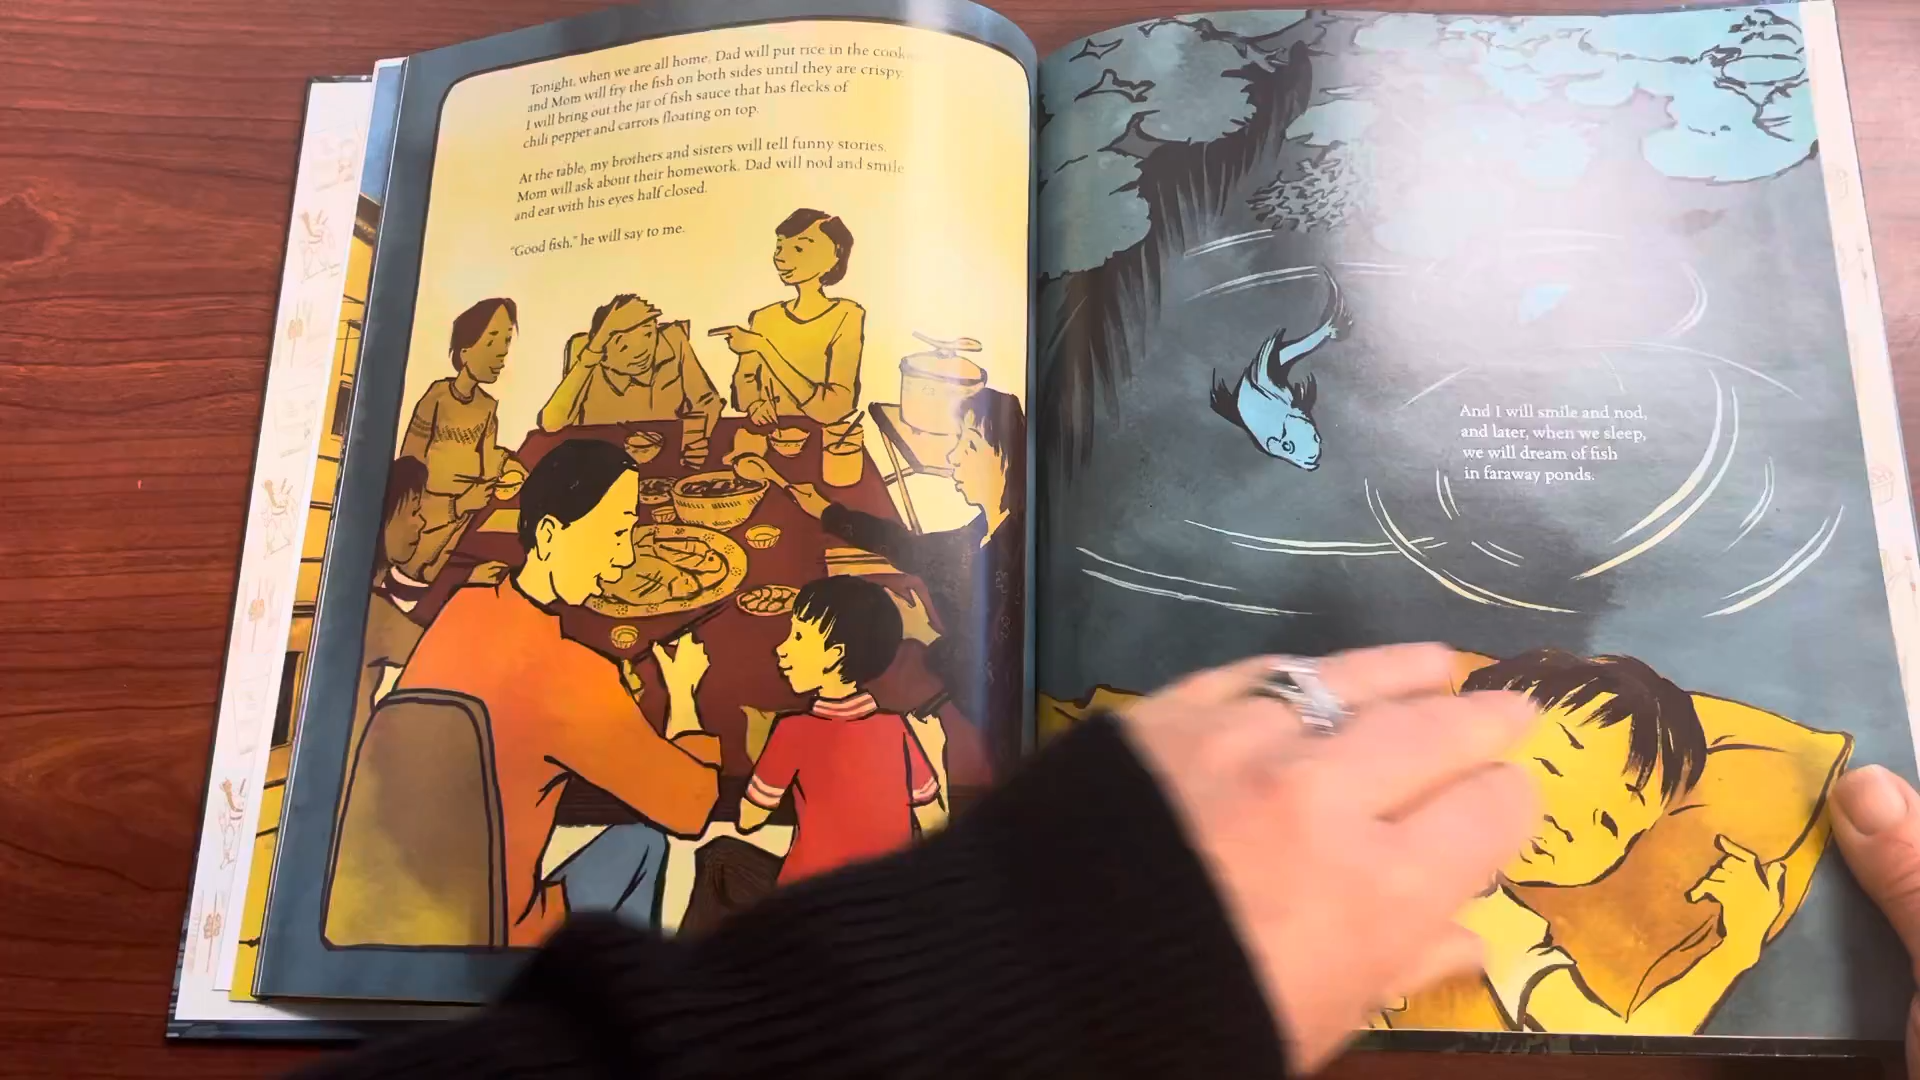 Tonight, when we are all home, Dad will put rice in the
and Mom will fry the fish on both sides until they are crispy.
I will bring out the jar of fish sauce that has flecks of
chili pepper and carrots floating on top.
At the table, my brothers and sisters will tell funny stories.
Mom will ask about their homework. Dad will nod and smile
and eat with his eyes half closed.
"Good fish," he will say to me.
And I will smile and nod,
and later, when we sleep,
we will dream of fish
in faraway ponds.